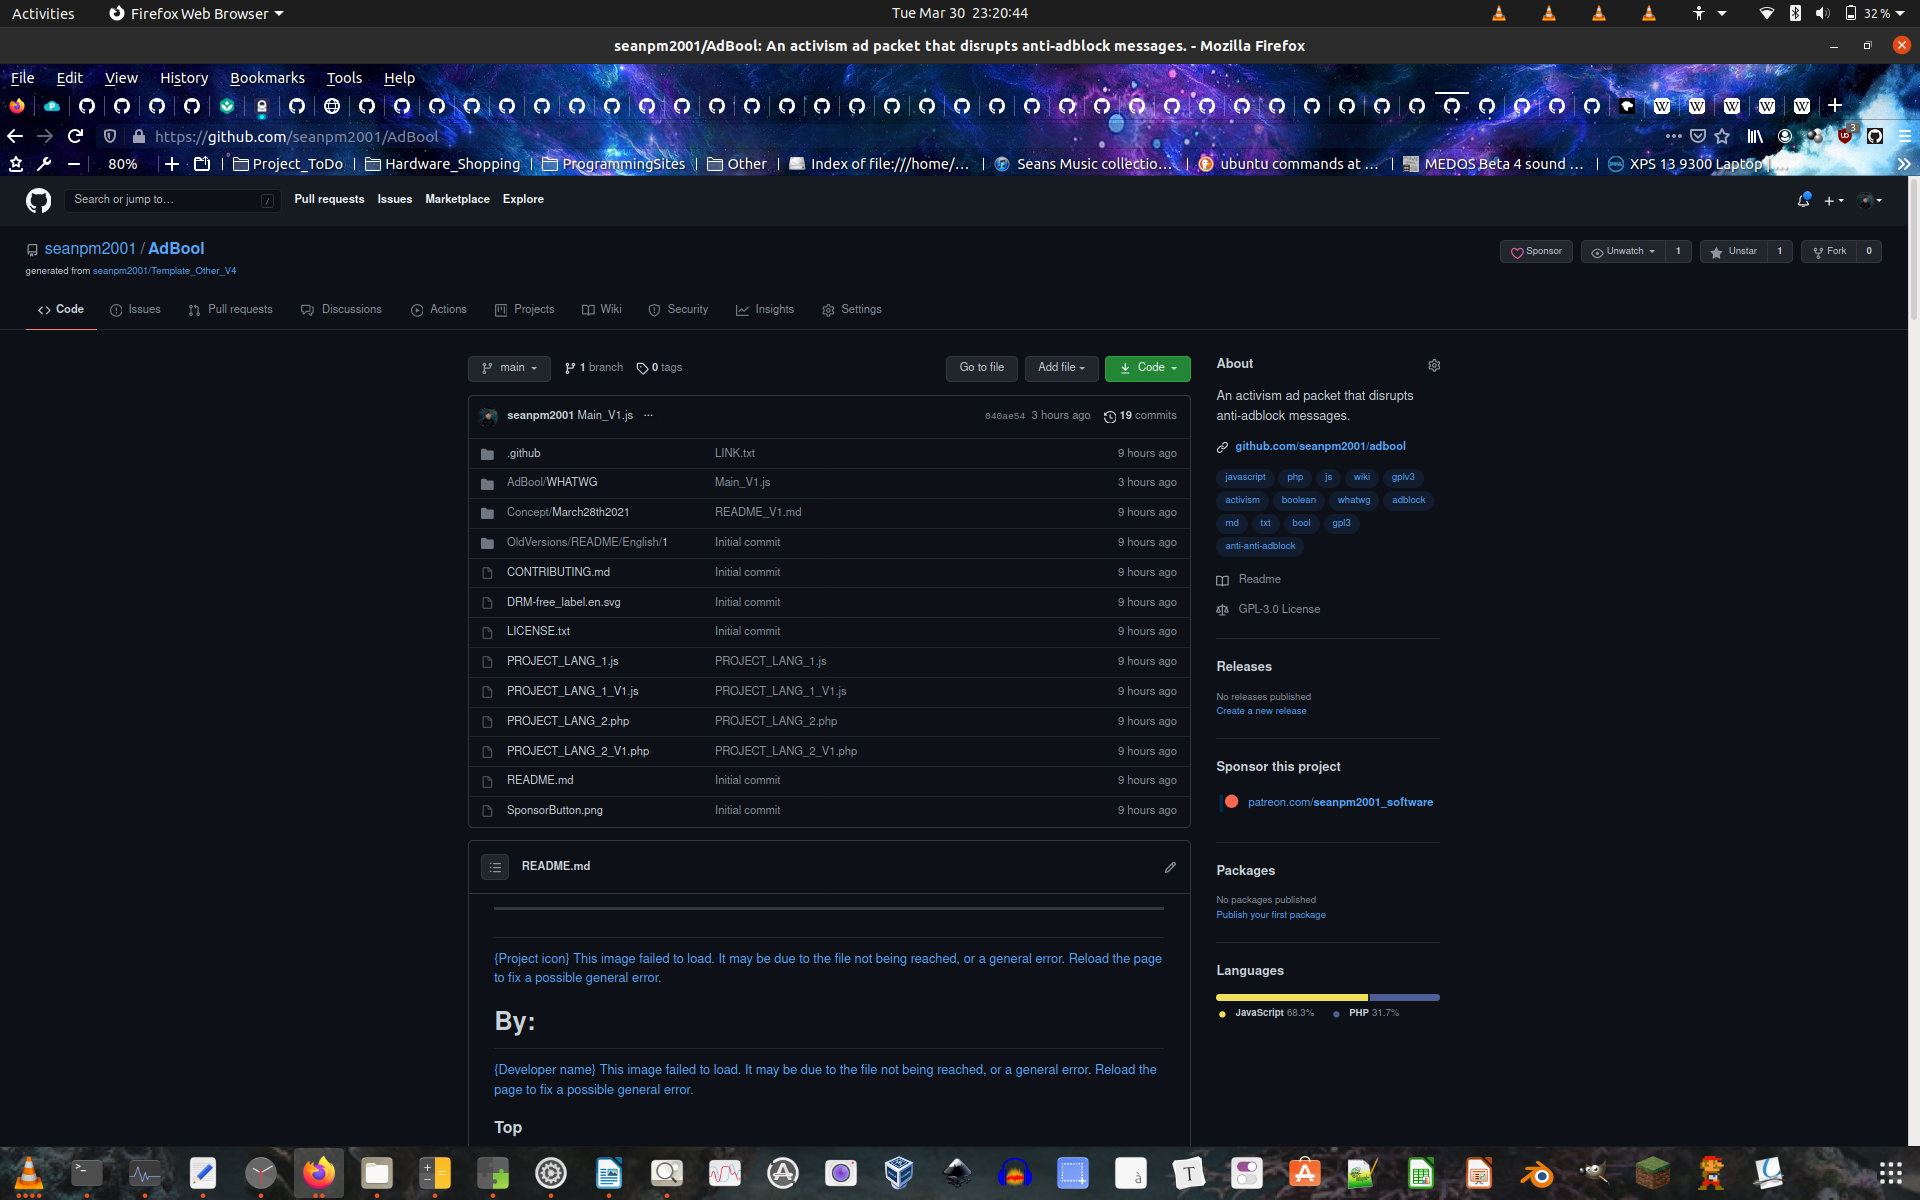 Activities
Firefox Web Browser
Tue Mar 30 23:20:44
32 %
seanpm2001/AdBool: An activism ad packet that disrupts anti-adblock messages. - Mozilla Firefox
File Edit View History Bookmarks Tools Help
https://github.com/seanpm2001/AdBool
3
80%
Project_ToDo
Hardware_Shopping
ProgrammingSites
Other
Index of file:///home/…
Seans Music collectio…
ubuntu commands at …
MEDOS Beta 4 sound …
XPS 13 9300 Laptop |…
Search or jump to…
/
Pull requests Issues Marketplace Explore
seanpm2001 / AdBool
generated from seanpm2001/Template_Other_V4
Sponsor
Unwatch 1
Unstar 1
Fork 0
Code
Issues
Pull requests
Discussions
Actions
Projects
Wiki
Security
Insights
Settings
main
1 branch
0 tags
Go to file
Add file
Code
seanpm2001 Main_V1.js ...
040ae54 3 hours ago
19 commits
.github LINK.txt 9 hours ago
AdBool/WHATWG Main_V1.js 3 hours ago
Concept/March28th2021 README_V1.md 9 hours ago
OldVersions/README/English/1 Initial commit 9 hours ago
CONTRIBUTING.md Initial commit 9 hours ago
DRM-free_label.en.svg Initial commit 9 hours ago
LICENSE.txt Initial commit 9 hours ago
PROJECT_LANG_1.js PROJECT_LANG_1.js 9 hours ago
PROJECT_LANG_1_V1.js PROJECT_LANG_1_V1.js 9 hours ago
PROJECT_LANG_2.php PROJECT_LANG_2.php 9 hours ago
PROJECT_LANG_2_V1.php PROJECT_LANG_2_V1.php 9 hours ago
README.md Initial commit 9 hours ago
SponsorButton.png Initial commit 9 hours ago
README.md
{Project icon} This image failed to load. It may be due to the file not being reached, or a general error. Reload the page
to fix a possible general error.
By:
{Developer name} This image failed to load. It may be due to the file not being reached, or a general error. Reload the
page to fix a possible general error.
Top
About
An activism ad packet that disrupts
anti-adblock messages.
github.com/seanpm2001/adbool
javascript php js wiki gplv3
activism boolean whatwg adblock
md txt bool gpl3
anti-anti-adblock
Readme
GPL-3.0 License
Releases
No releases published
Create a new release
Sponsor this project
patreon.com/seanpm2001_software
Packages
No packages published
Publish your first package
Languages
JavaScript 68.3% PHP 31.7%